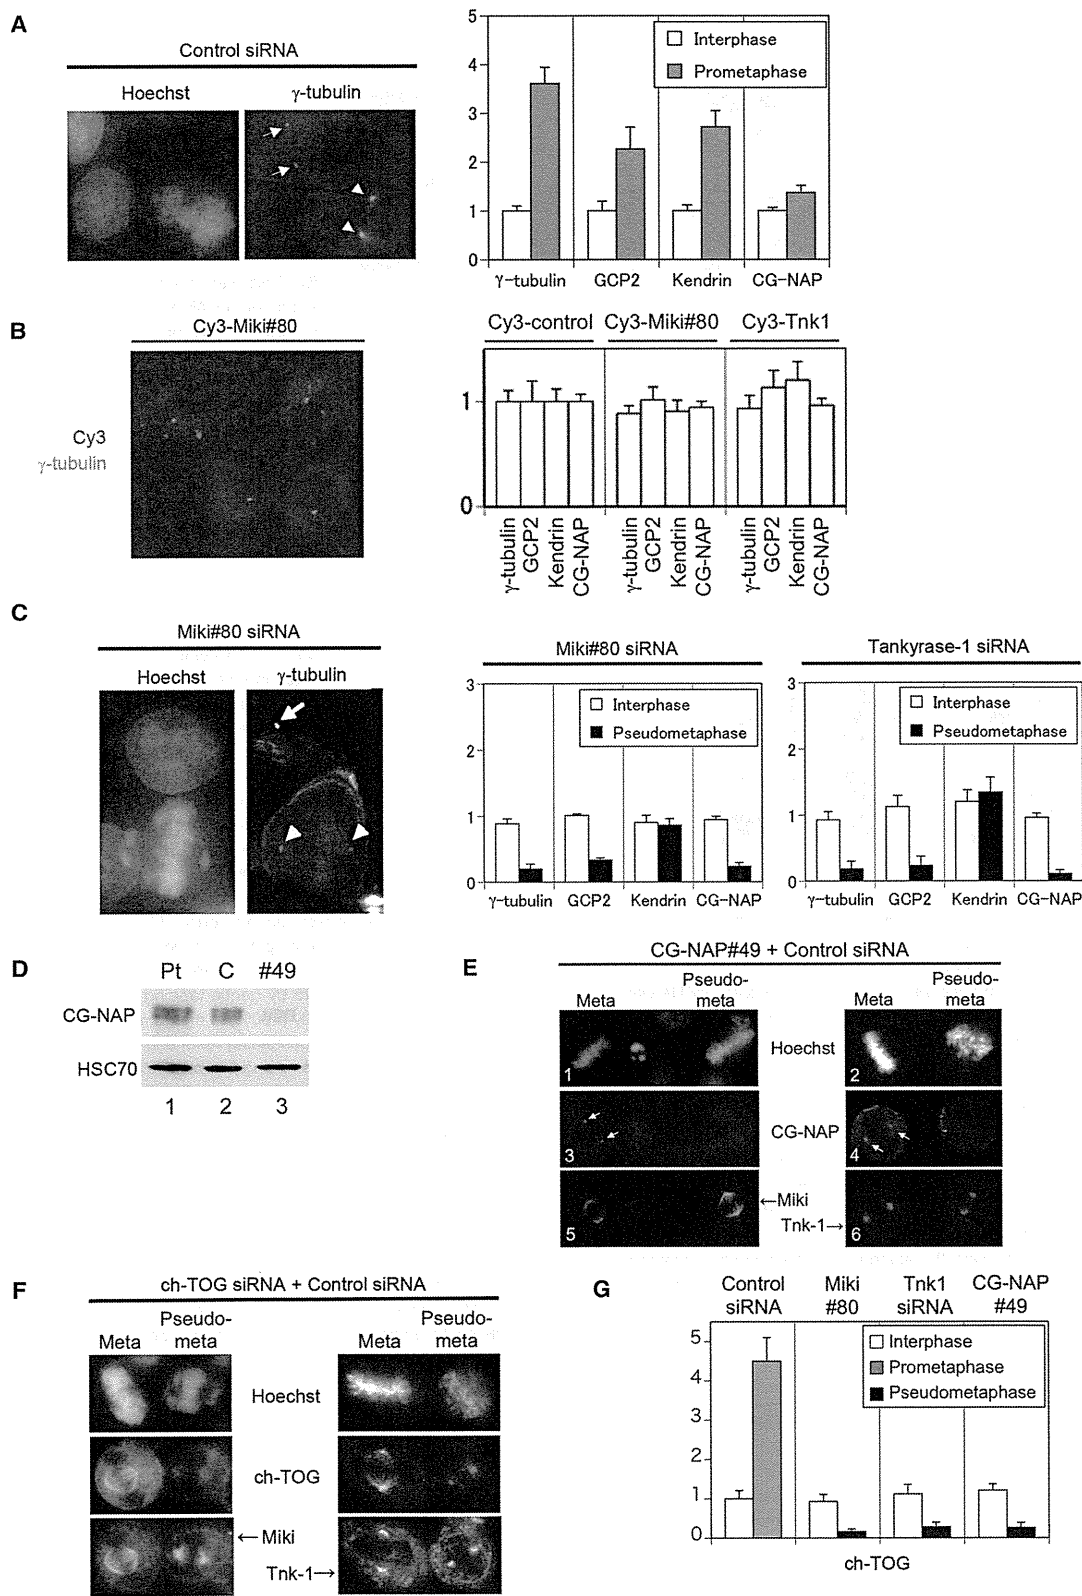 A
Control siRNA
Hoechst
γ-tubulin
5
4
3
2
1
0
Interphase
Prometaphase
γ-tubulin
GCP2
Kendrin
CG-NAP
B
Cy3-Miki#80
Cy3
γ-tubulin
Cy3-control
Cy3-Miki#80
Cy3-Tnk1
1
0
γ-tubulin
GCP2
Kendrin
CG-NAP
γ-tubulin
GCP2
Kendrin
CG-NAP
γ-tubulin
GCP2
Kendrin
CG-NAP
C
Miki#80 siRNA
Hoechst
γ-tubulin
Miki#80 siRNA
3
2
1
0
Interphase
Pseudometaphase
γ-tubulin
GCP2
Kendrin
CG-NAP
Tankyrase-1 siRNA
3
2
1
0
Interphase
Pseudometaphase
γ-tubulin
GCP2
Kendrin
CG-NAP
D
Pt
C
#49
CG-NAP
HSC70
1
2
3
E
CG-NAP#49 + Control siRNA
Meta
Pseudo-
meta
Meta
Pseudo-
meta
1
Hoechst
2
3
CG-NAP
4
5
←Miki
Tnk-1→
6
F
ch-TOG siRNA + Control siRNA
Meta
Pseudo-
meta
Meta
Pseudo-
meta
Hoechst
ch-TOG
←Miki
Tnk-1→
G
Control
siRNA
Miki
#80
Tnk1
siRNA
CG-NAP
#49
5
4
3
2
1
0
Interphase
Prometaphase
Pseudometaphase
ch-TOG